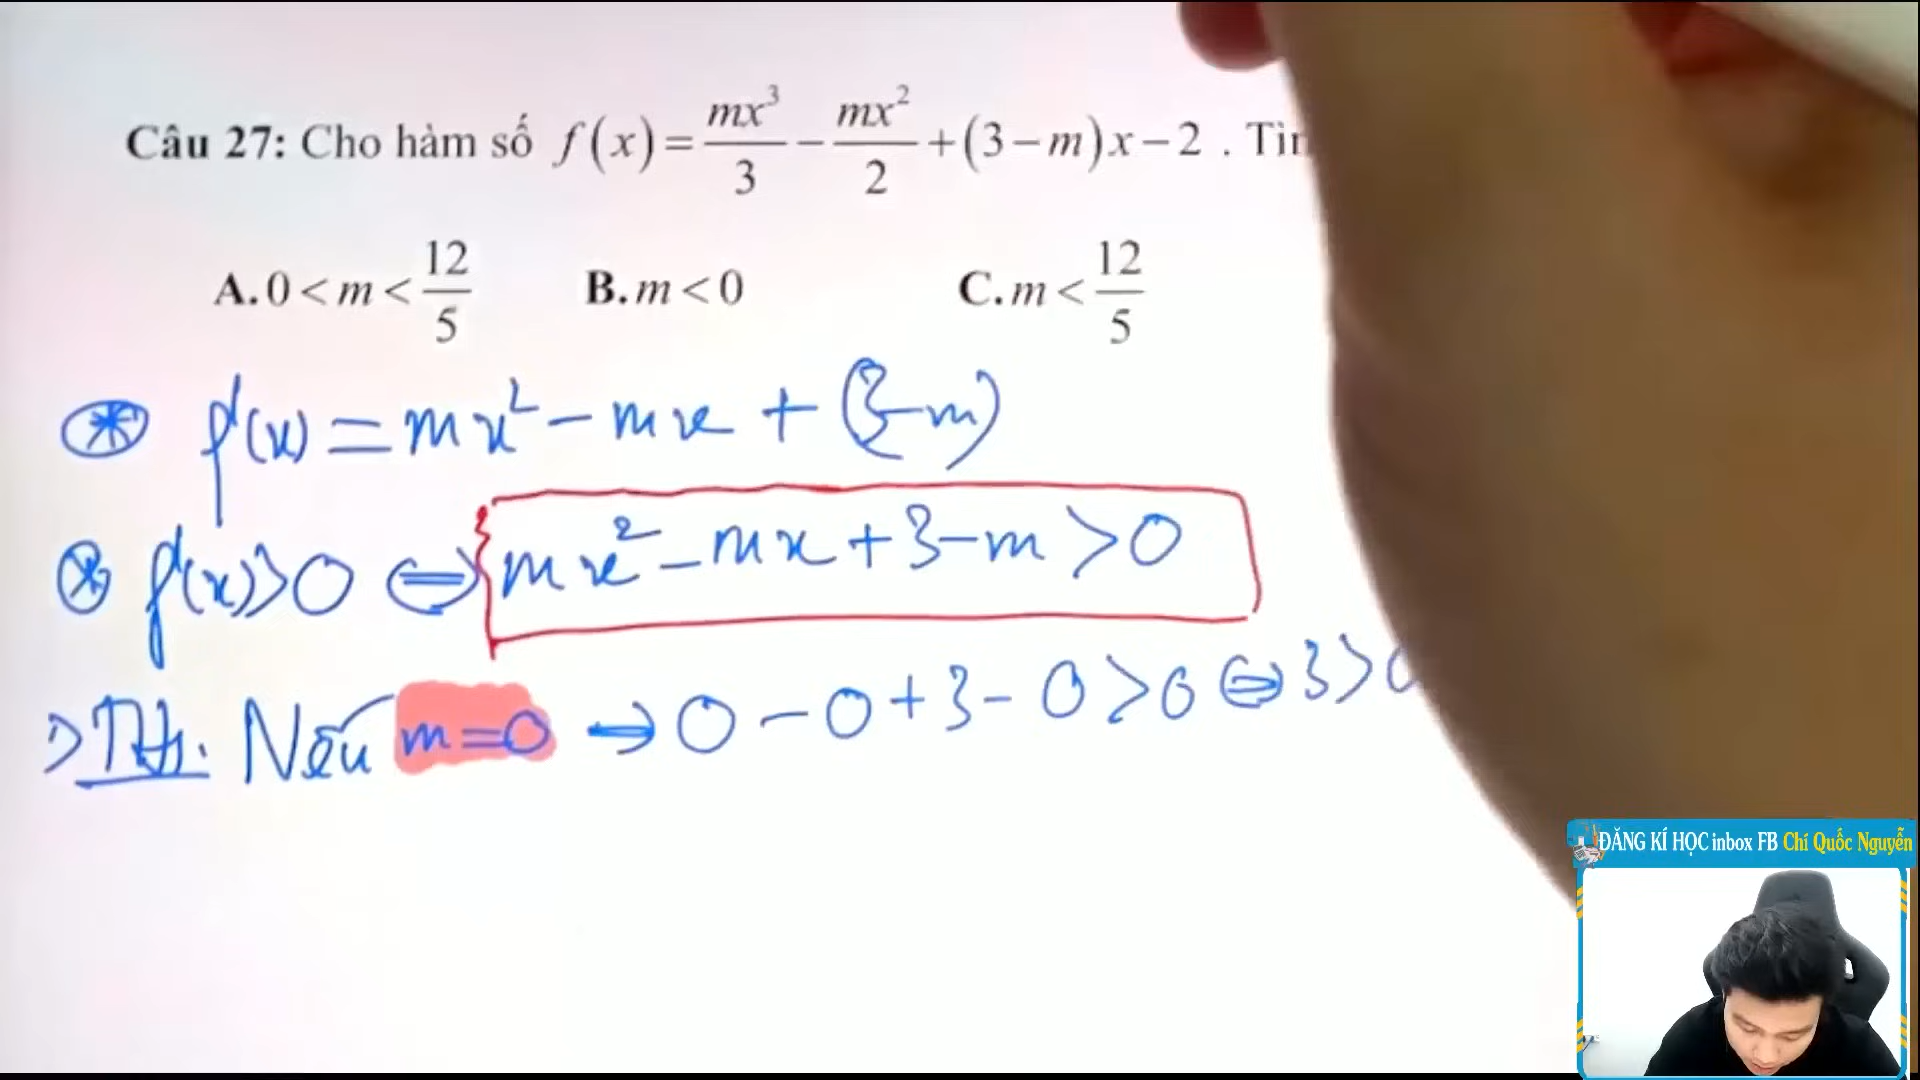 Câu 27: Cho hàm số f(x) = mx³/3 − mx²/2 + (3−m)x − 2 .
A. 0 < m < 12/5 B. m < 0 C. m < 12/5
f'(x) = mx² − mx + (3−m)
f'(x) > 0 ⇔ mx² − mx + 3 − m > 0
TH1. Nếu m=0 → 0 − 0 + 3 − 0 > 0 ⇔ 3 > 0
ĐĂNG KÍ HỌC inbox FB Chí Quốc Nguyễn